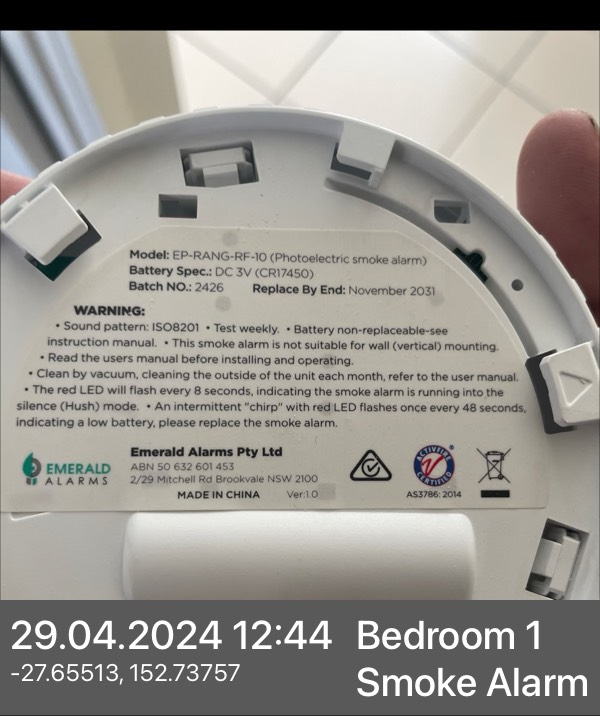 Model: EP-RANG-RF-10 (Photoelectric smoke alarm)
Battery Spec.: DC 3V (CR17450)
Batch NO.: 2426 Replace By End: November 2031
WARNING:
• Sound pattern: ISO8201 • Test weekly. • Battery non-replaceable-see
instruction manual. • This smoke alarm is not suitable for wall (vertical) mounting.
• Read the users manual before installing and operating.
• Clean by vacuum, cleaning the outside of the unit each month, refer to the user manual.
• The red LED will flash every 8 seconds, indicating the smoke alarm is running into the
silence (Hush) mode. • An intermittent "chirp" with red LED flashes once every 48 seconds,
indicating a low battery, please replace the smoke alarm.
EMERALD
ALARMS
Emerald Alarms Pty Ltd
ABN 50 632 601 453
2/29 Mitchell Rd Brookvale NSW 2100
MADE IN CHINA Ver:1.0
ACTIVFIRE
CERTIFIED
AS3786: 2014
29.04.2024 12:44
-27.65513, 152.73757
Bedroom 1
Smoke Alarm